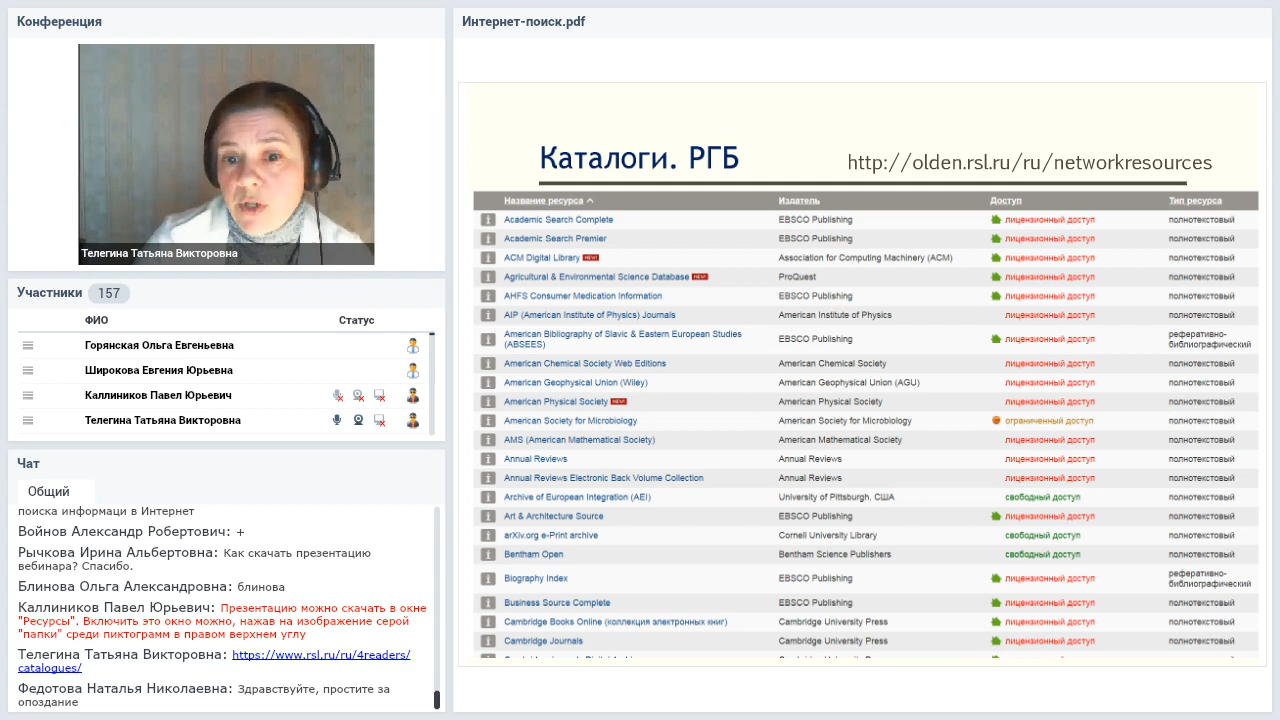 Конференция
Телегина Татьяна Викторовна
Участники 157
ФИО Статус
Горянская Ольга Евгеньевна
Широкова Евгения Юрьевна
Каллиников Павел Юрьевич
Телегина Татьяна Викторовна
Чат
Общий
поиска информаци в Интернет
Войнов Александр Робертович: +
Рычкова Ирина Альбертовна: Как скачать презентацию
вебинара? Спасибо.
Блинова Ольга Александровна: блинова
Каллиников Павел Юрьевич: Презентацию можно скачать в окне
"Ресурсы". Включить это окно можно, нажав на изображение серой
"папки" среди пиктограмм в правом верхнем углу
Телегина Татьяна Викторовна: https://www.rsl.ru/ru/4readers/
catalogues/
Федотова Наталья Николаевна: Здравствуйте, простите за
опоздание
Интернет-поиск.pdf
Каталоги. РГБ http://olden.rsl.ru/ru/networkresources
Название ресурса Издатель Доступ Тип ресурса
Academic Search Complete EBSCO Publishing лицензионный доступ полнотекстовый
Academic Search Premier EBSCO Publishing лицензионный доступ полнотекстовый
ACM Digital Library NEW! Association for Computing Machinery (ACM) лицензионный доступ полнотекстовый
Agricultural & Environmental Science Database NEW! ProQuest лицензионный доступ полнотекстовый
AHFS Consumer Medication Information EBSCO Publishing лицензионный доступ полнотекстовый
AIP (American Institute of Physics) Journals American Institute of Physics лицензионный доступ полнотекстовый
American Bibliography of Slavic & Eastern European Studies
(ABSEES) EBSCO Publishing лицензионный доступ реферативно-
библиографический
American Chemical Society Web Editions American Chemical Society лицензионный доступ полнотекстовый
American Geophysical Union (Wiley) American Geophysical Union (AGU) лицензионный доступ полнотекстовый
American Physical Society NEW! American Physical Society лицензионный доступ полнотекстовый
American Society for Microbiology American Society for Microbiology ограниченный доступ полнотекстовый
AMS (American Mathematical Society) American Mathematical Society лицензионный доступ полнотекстовый
Annual Reviews Annual Reviews лицензионный доступ полнотекстовый
Annual Reviews Electronic Back Volume Collection Annual Reviews лицензионный доступ полнотекстовый
Archive of European Integration (AEI) University of Pittsburgh, США свободный доступ полнотекстовый
Art & Architecture Source EBSCO Publishing лицензионный доступ полнотекстовый
arXiv.org e-Print archive Cornell University Library свободный доступ полнотекстовый
Bentham Open Bentham Science Publishers свободный доступ полнотекстовый
Biography Index EBSCO Publishing лицензионный доступ реферативно-
библиографический
Business Source Complete EBSCO Publishing лицензионный доступ полнотекстовый
Cambridge Books Online (коллекция электронных книг) Cambridge University Press лицензионный доступ полнотекстовый
Cambridge Journals Cambridge University Press лицензионный доступ полнотекстовый